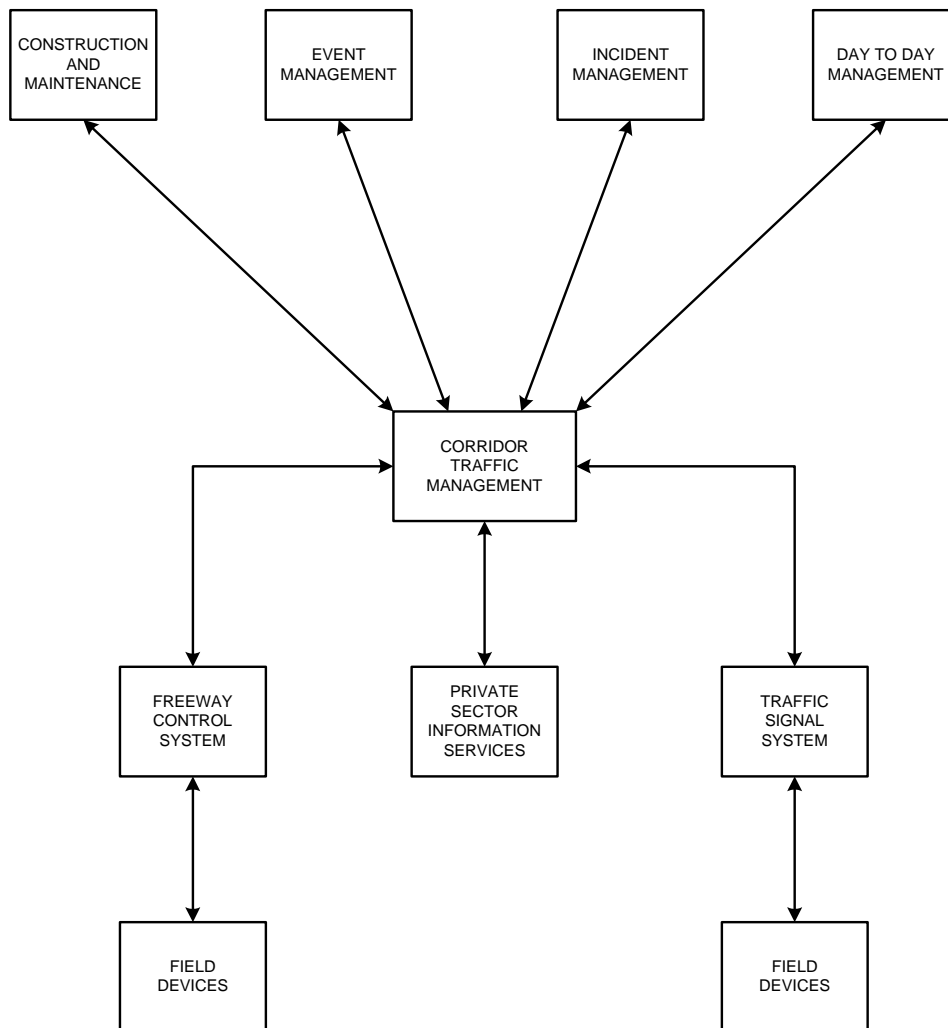 CONSTRUCTION
AND
MAINTENANCE
EVENT
MANAGEMENT
INCIDENT
MANAGEMENT
DAY TO DAY
MANAGEMENT
CORRIDOR
TRAFFIC
MANAGEMENT
FREEWAY
CONTROL
SYSTEM
PRIVATE
SECTOR
INFORMATION
SERVICES
TRAFFIC
SIGNAL
SYSTEM
FIELD
DEVICES
FIELD
DEVICES